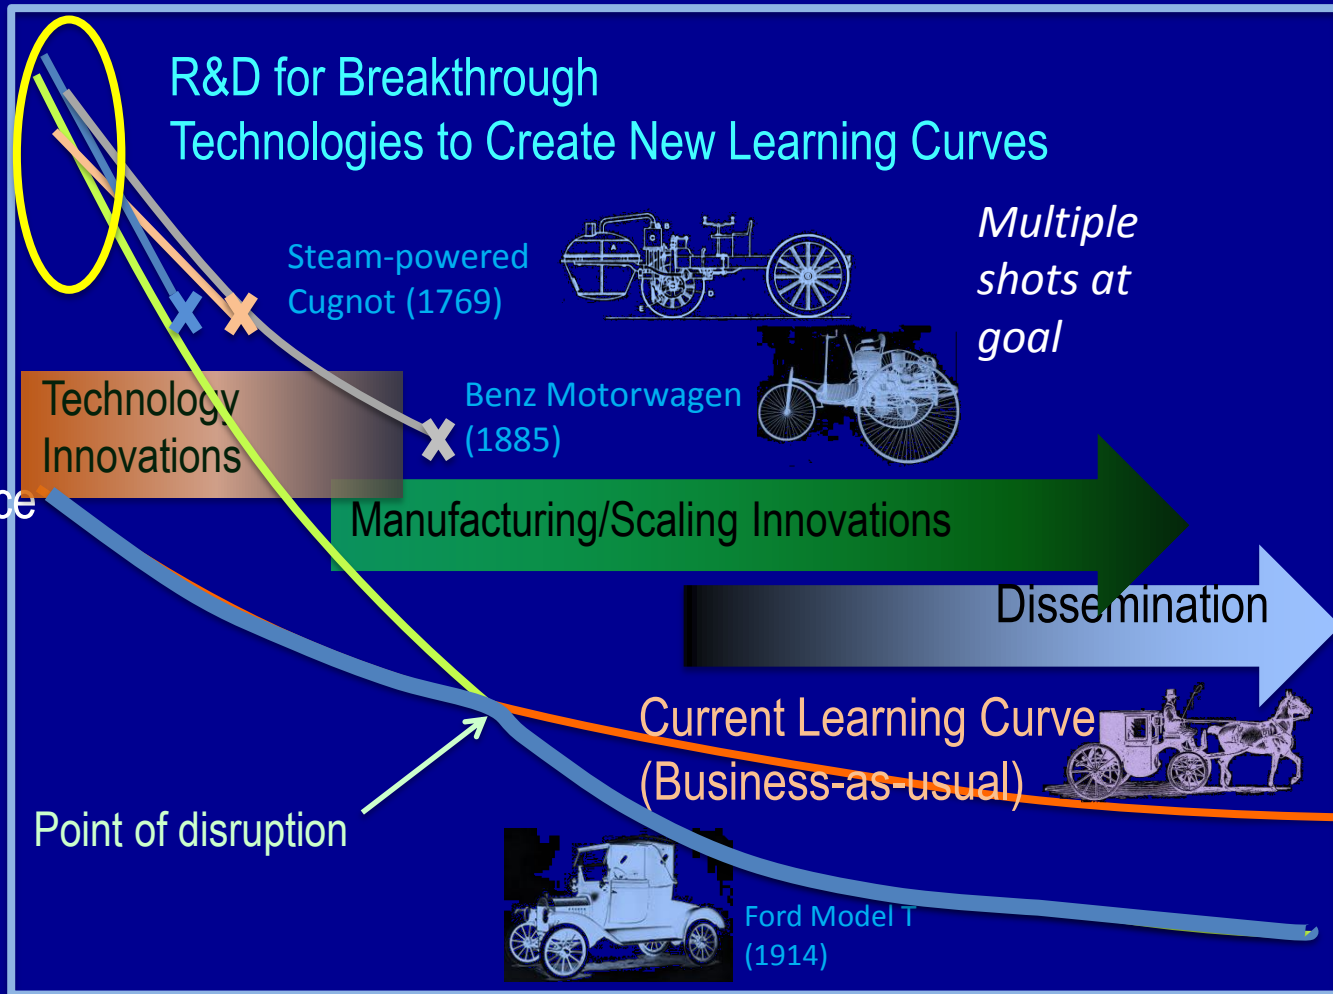 R&D for Breakthrough
Technologies to Create New Learning Curves
Multiple
shots at
goal
Steam-powered
Cugnot (1769)
Benz Motorwagen
(1885)
Technology
Innovations
Manufacturing/Scaling Innovations
Dissemination
Current Learning Curve
(Business-as-usual)
Point of disruption
Ford Model T
(1914)